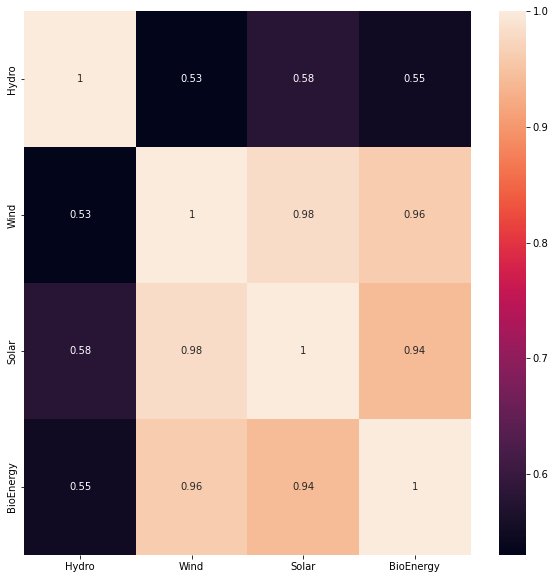 Hydro 1 0.53 0.58 0.55
Wind 0.53 1 0.98 0.96
Solar 0.58 0.98 1 0.94
BioEnergy 0.55 0.96 0.94 1
Hydro Wind Solar BioEnergy
1.0
0.9
0.8
0.7
0.6